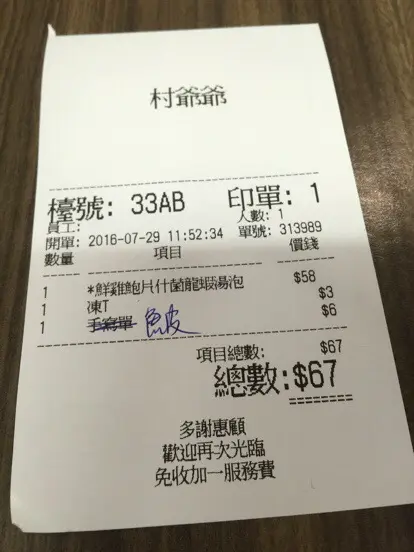 村爺爺
檯號: 33AB 印單: 1
員工: 人數: 1
開單: 2016-07-29 11:52:34 單號: 313989
數量 項目 價錢
1 *鮮雞鮑片什菌龍蝦湯泡 $58
1 凍T $3
1 手寫單 魚皮 $6
項目總數: $67
總數:$67
========
多謝惠顧
歡迎再次光臨
免收加一服務費